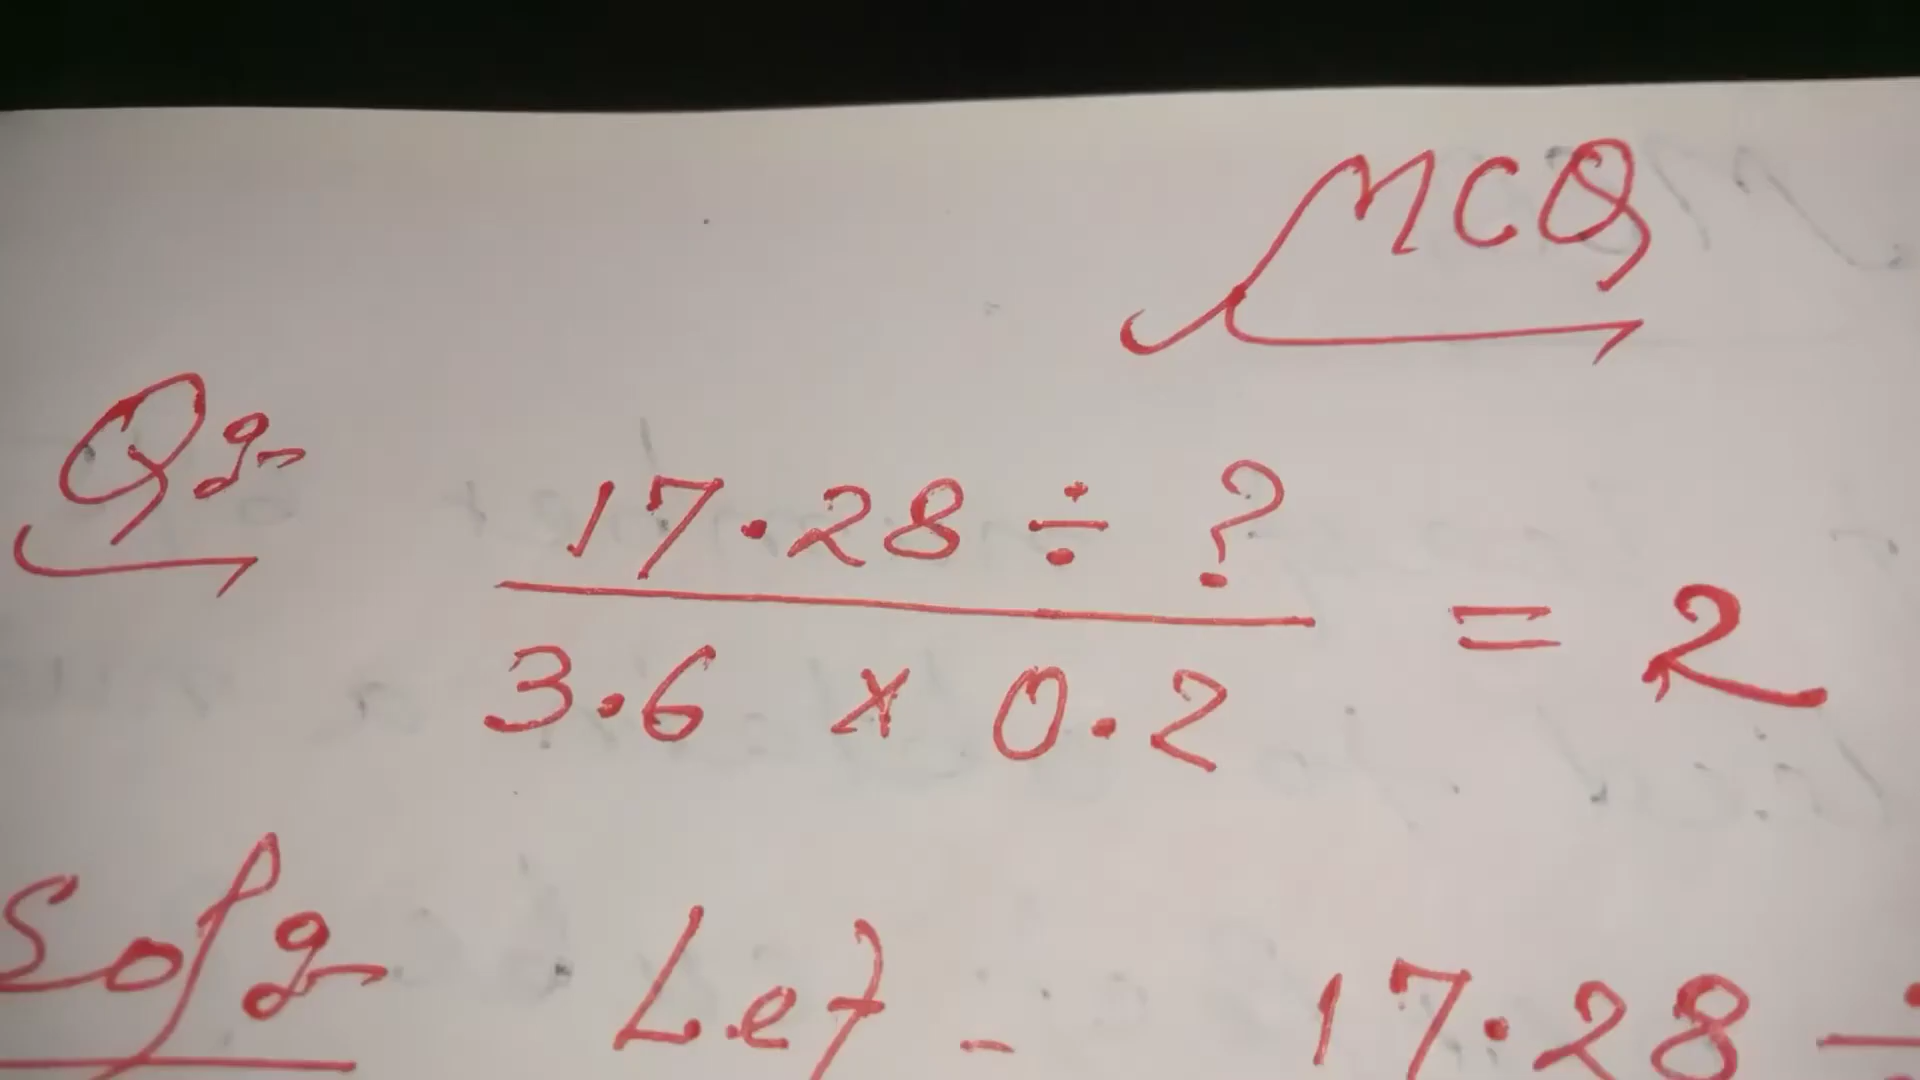 MCQ
Q:- 17.28 ÷ ?
3.6 × 0.2
= 2
Sol:- Let - 17.28 ÷